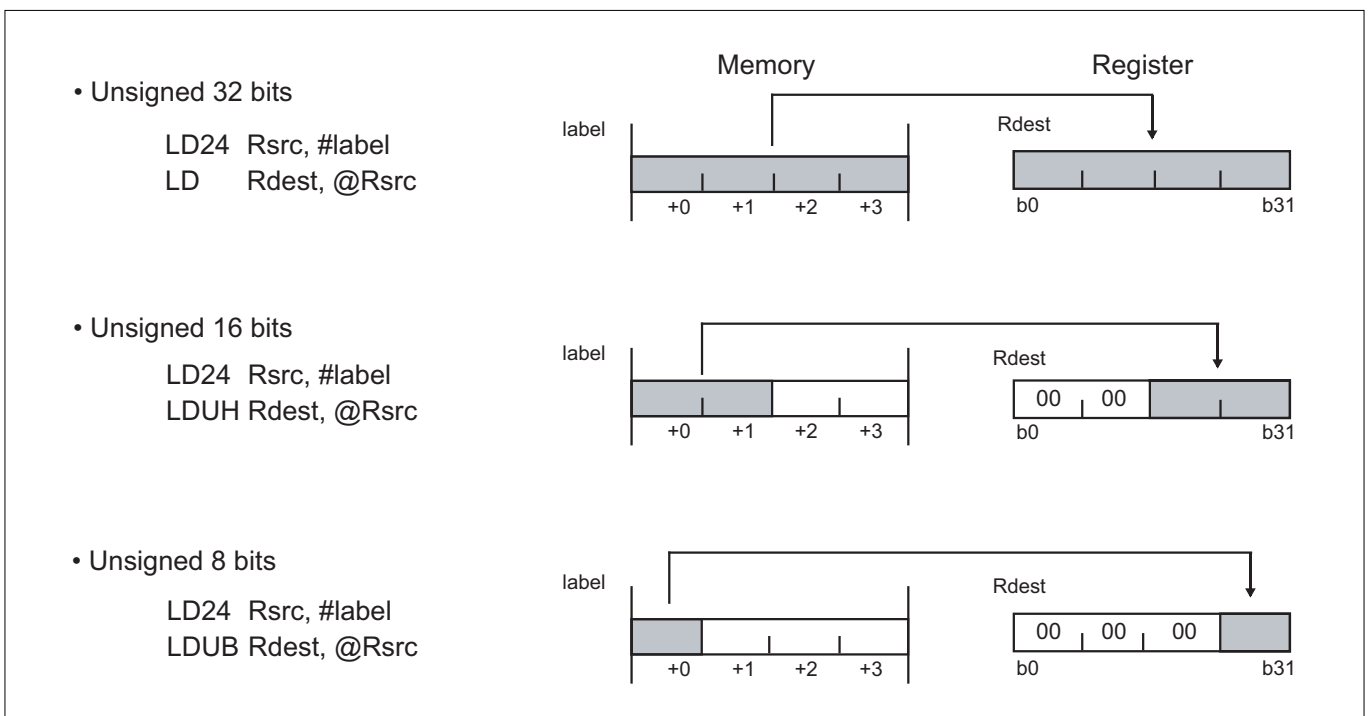 Memory Register
• Unsigned 32 bits
LD24 Rsrc, #label
LD Rdest, @Rsrc
label
+0 +1 +2 +3
Rdest
b0 b31
• Unsigned 16 bits
LD24 Rsrc, #label
LDUH Rdest, @Rsrc
label
+0 +1 +2 +3
Rdest
00 00
b0 b31
• Unsigned 8 bits
LD24 Rsrc, #label
LDUB Rdest, @Rsrc
label
+0 +1 +2 +3
Rdest
00 00 00
b0 b31